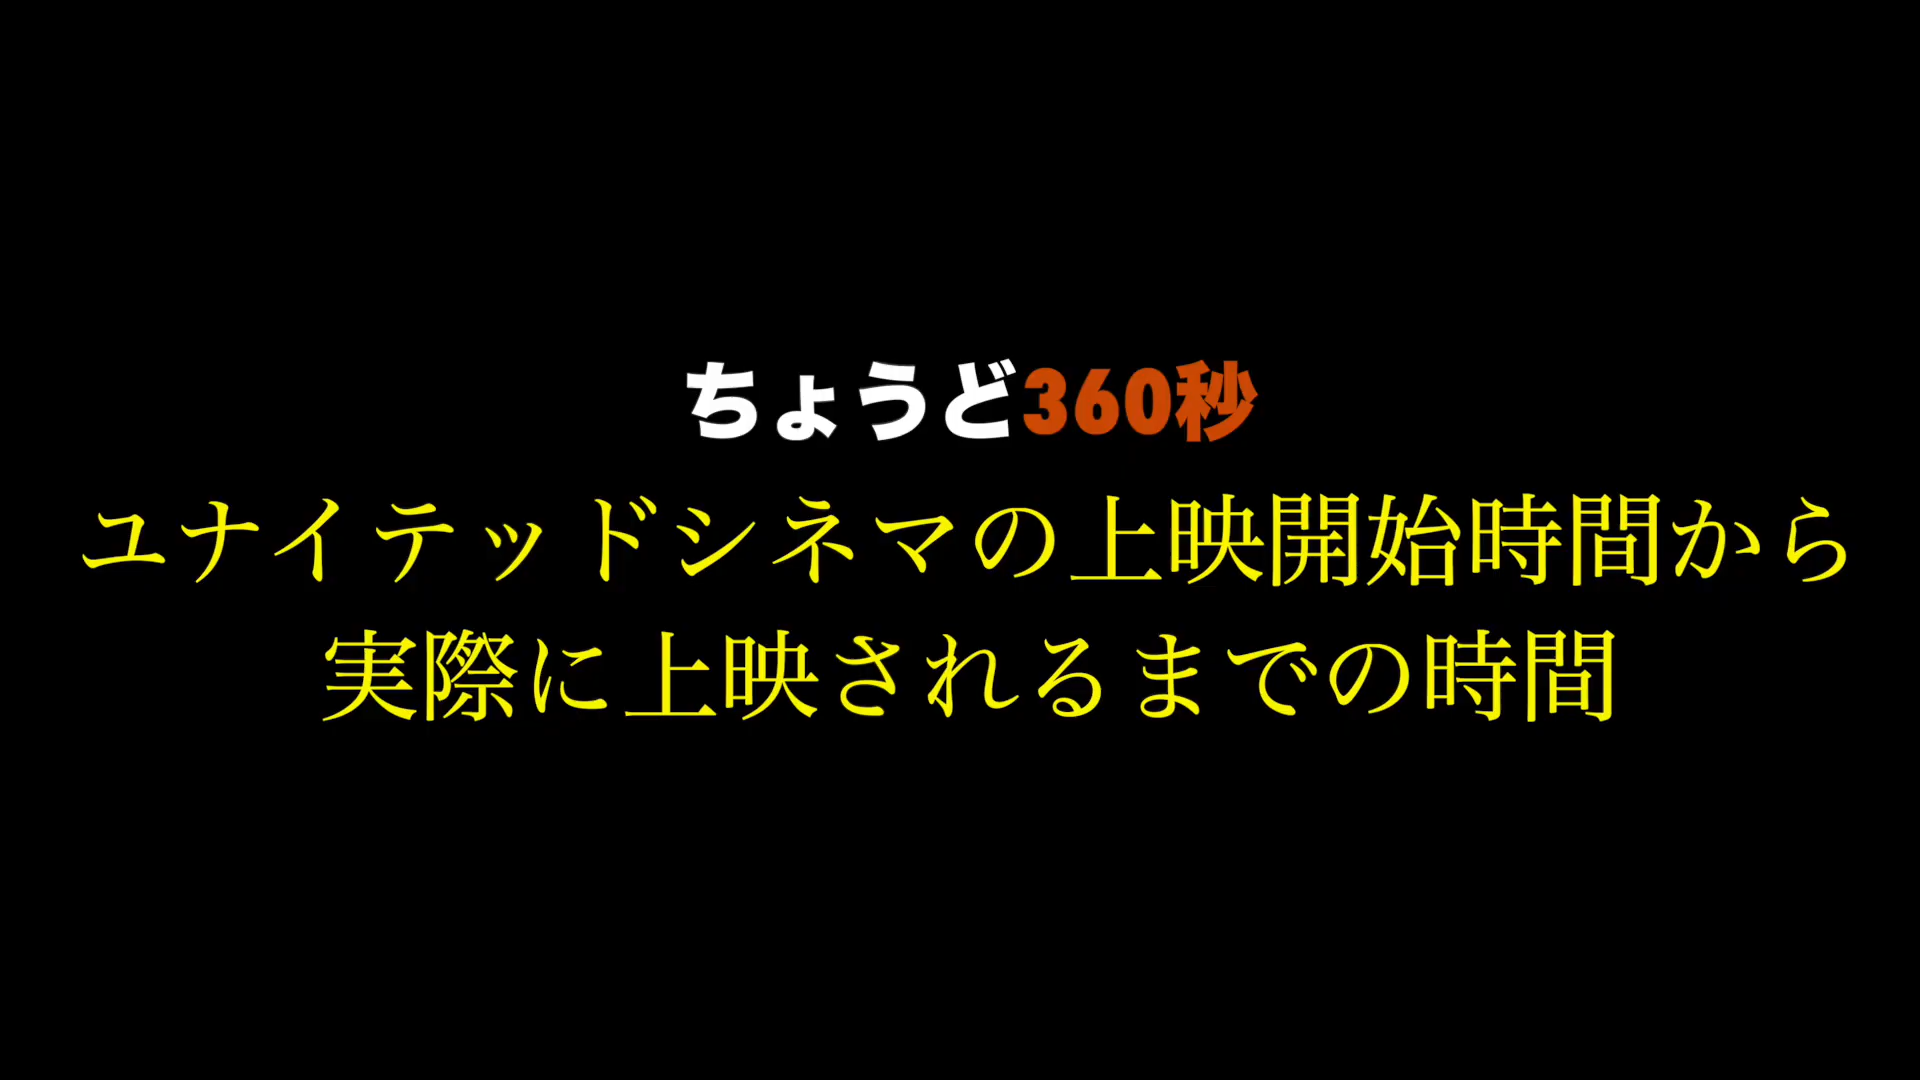 ちょうど360秒
ユナイテッドシネマの上映開始時間から
実際に上映されるまでの時間